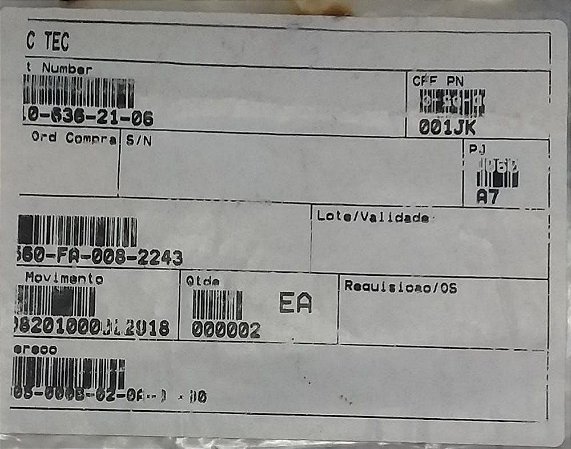 C TEC
t Number
CFF PN
0-636-21-06
001JK
Ord Compra
S/N
PJ
A7
Lote/Validade
560-FA-008-2243
Movimento
Qtde
EA
Requisicao/OS
000002
ereco